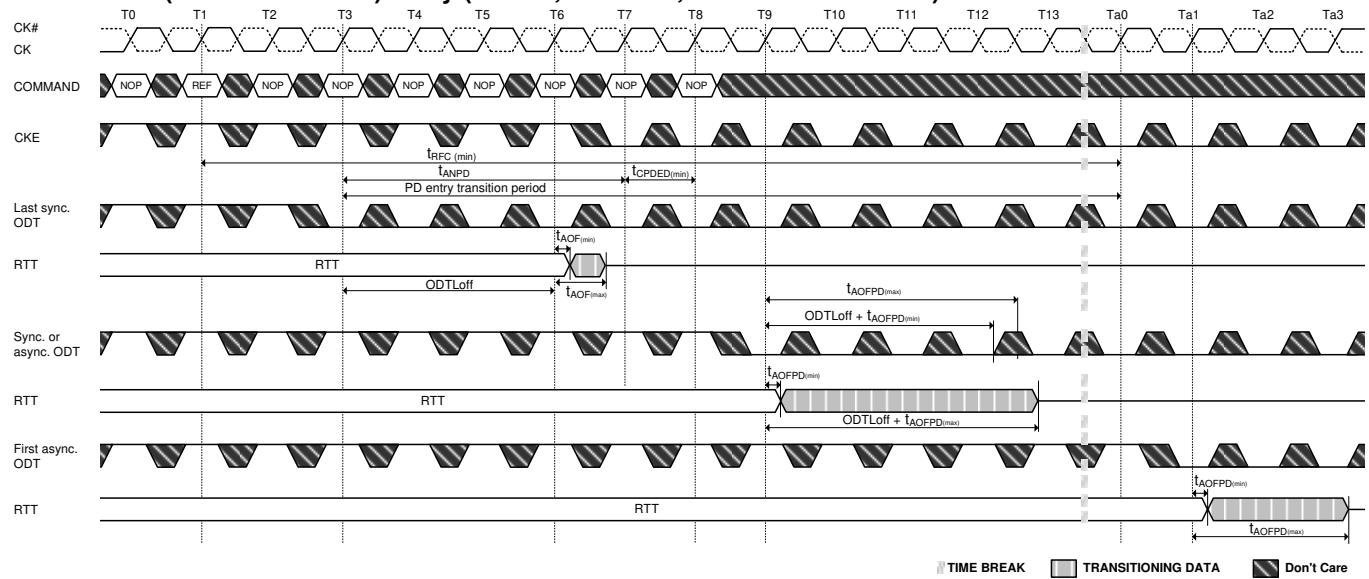 T0 T1 T2 T3 T4 T5 T6 T7 T8 T9 T10 T11 T12 T13 Ta0 Ta1 Ta2 Ta3
CK#
CK
COMMAND NOP REF NOP NOP NOP NOP NOP NOP NOP
CKE
tRFC (min)
tANPD tCPDED(min)
PD entry transition period
Last sync.
ODT
tAOF(min)
RTT RTT
ODTLoff tAOF(max)
tAOFPD(max)
ODTLoff + tAOFPD(min)
Sync. or
async. ODT
tAOFPD(min)
RTT RTT
ODTLoff + tAOFPD(max)
First async.
ODT
tAOFPD(min)
RTT RTT
tAOFPD(max)
TIME BREAK TRANSITIONING DATA Don't Care